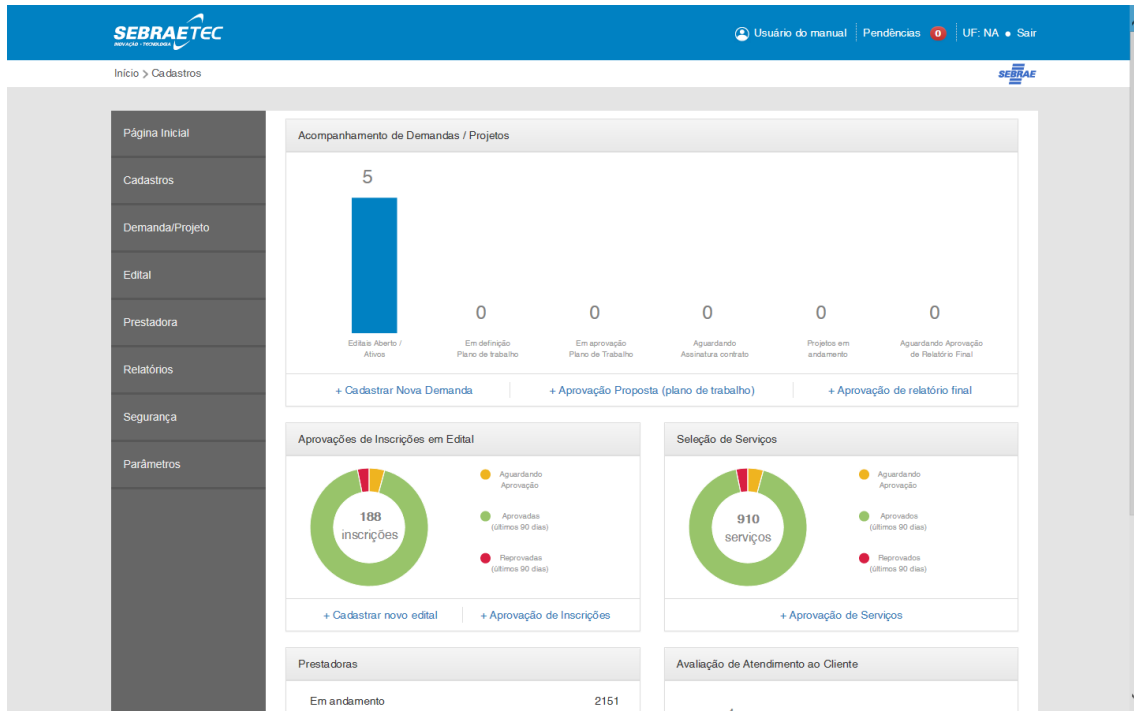 SEBRAETEC
INOVAÇÃO - TECNOLOGIA
Usuário do manual
Pendências 0
UF: NA • Sair
Início > Cadastros
SEBRAE
Página Inicial
Cadastros
Demanda/Projeto
Edital
Prestadora
Relatórios
Segurança
Parâmetros
Acompanhamento de Demandas / Projetos
5
0
0
0
0
0
Editais Aberto /
Ativos
Em definição
Plano de trabalho
Em aprovação
Plano de Trabalho
Aguardando
Assinatura contrato
Projetos em
andamento
Aguardando Aprovação
de Relatório Final
+ Cadastrar Nova Demanda
+ Aprovação Proposta (plano de trabalho)
+ Aprovação de relatório final
Aprovações de Inscrições em Edital
188
inscrições
Aguardando
Aprovação
Aprovadas
(últimos 90 dias)
Reprovadas
(últimos 90 dias)
+ Cadastrar novo edital
+ Aprovação de Inscrições
Seleção de Serviços
910
serviços
Aguardando
Aprovação
Aprovados
(últimos 90 dias)
Reprovados
(últimos 90 dias)
+ Aprovação de Serviços
Prestadoras
Em andamento 2151
Avaliação de Atendimento ao Cliente